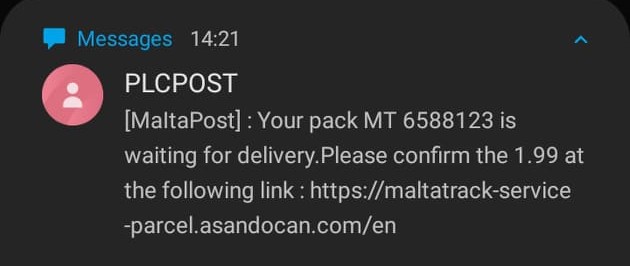 Messages 14:21
PLCPOST
[MaltaPost] : Your pack MT 6588123 is
waiting for delivery.Please confirm the 1.99 at
the following link : https://maltatrack-service
-parcel.asandocan.com/en